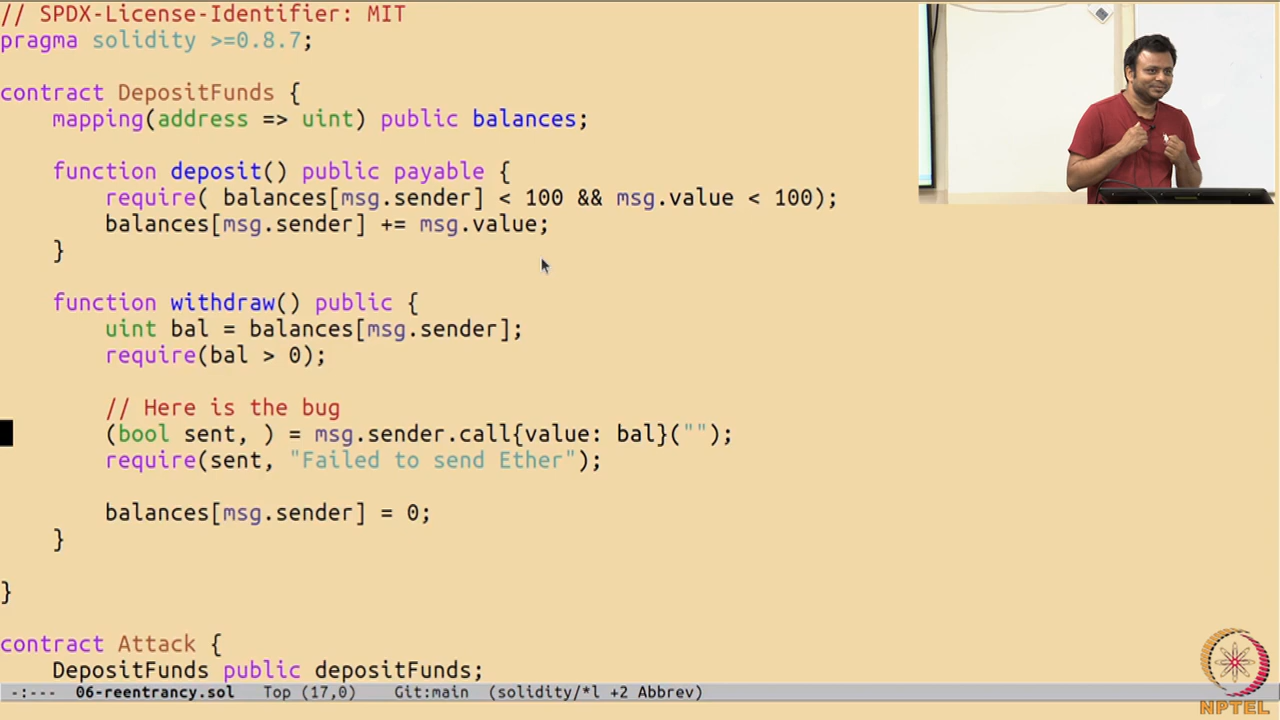 // SPDX-License-Identifier: MIT
pragma solidity >=0.8.7;
contract DepositFunds {
mapping(address => uint) public balances;
function deposit() public payable {
require( balances[msg.sender] < 100 && msg.value < 100);
balances[msg.sender] += msg.value;
}
function withdraw() public {
uint bal = balances[msg.sender];
require(bal > 0);
// Here is the bug
(bool sent, ) = msg.sender.call{value: bal}("");
require(sent, "Failed to send Ether");
balances[msg.sender] = 0;
}
}
contract Attack {
DepositFunds public depositFunds;
-:--- 06-reentrancy.sol Top (17,0) Git:main (solidity/*l +2 Abbrev)
NPTEL